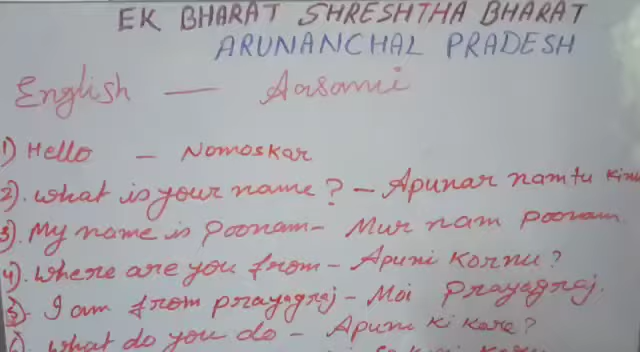 EK BHARAT SHRESHTHA BHARAT
ARUNANCHAL PRADESH
English — Aasami
1) Hello - Nomoskar
2). what is your name? - Apunar namtu
3). My name is Poonam - Mur nam poonam
4). where are you from - Apuni Kornu?
5). I am from prayagraj - Moi Prayagraj.
what do you do - Apuni ki kare?